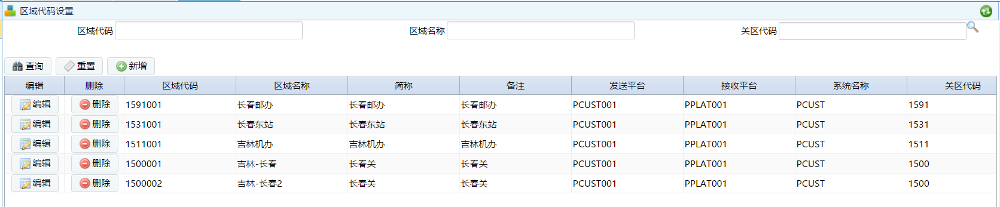 区域代码设置
区域代码 区域名称 关区代码
查询 重置 新增
编辑 删除 区域代码 区域名称 简称 备注 发送平台 接收平台 系统名称 关区代码
编辑 删除 1591001 长春邮办 长春邮办 长春邮办 PCUST001 PPLAT001 PCUST 1591
编辑 删除 1531001 长春东站 长春东站 长春东站 PCUST001 PPLAT001 PCUST 1531
编辑 删除 1511001 吉林机办 吉林机办 吉林机办 PCUST001 PPLAT001 PCUST 1511
编辑 删除 1500001 吉林-长春 长春关 长春关 PCUST001 PPLAT001 PCUST 1500
编辑 删除 1500002 吉林-长春2 长春关 长春关 PCUST001 PPLAT001 PCUST 1500